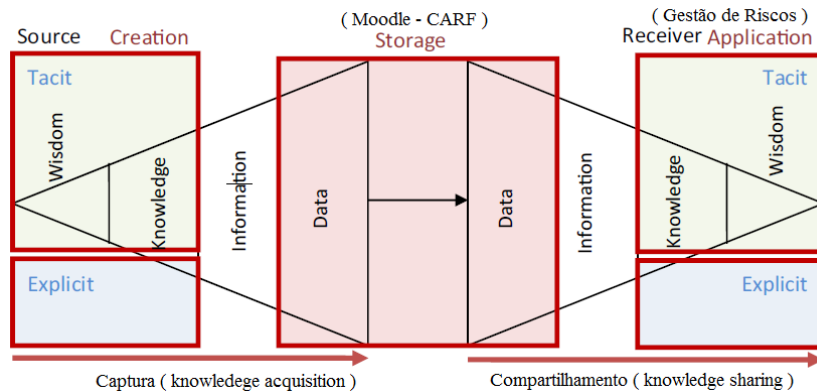 ( Moodle - CARF )
( Gestão de Riscos )
Source Creation
Storage
Receiver Application
Tacit
Tacit
Wisdom
Knowledge
Information
Data
Data
Information
Knowledge
Wisdom
Explicit
Explicit
Captura ( knowledege acquisition )
Compartilhamento ( knowledge sharing )